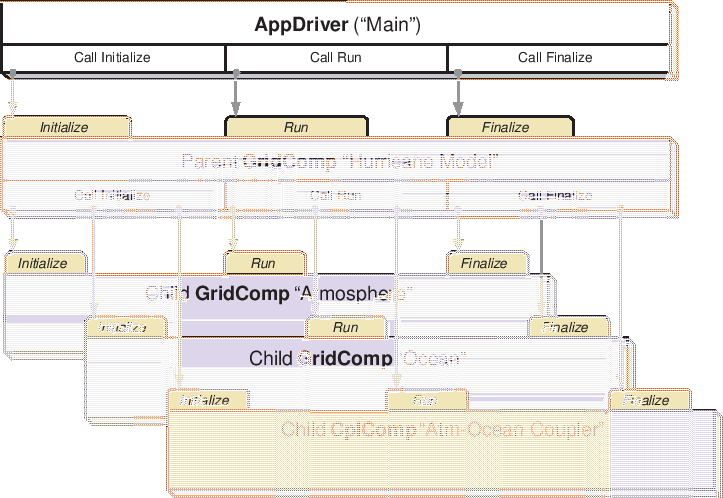 AppDriver (“Main”)
Call Initialize Call Run Call Finalize
Initialize Run Finalize
Parent GridComp “Hurricane Model”
Call Initialize Call Run Call Finalize
Initialize Run Finalize
Child GridComp “Atmosphere”
Initialize Run Finalize
Child GridComp “Ocean”
Initialize Run Finalize
Child CplComp “Atm-Ocean Coupler”